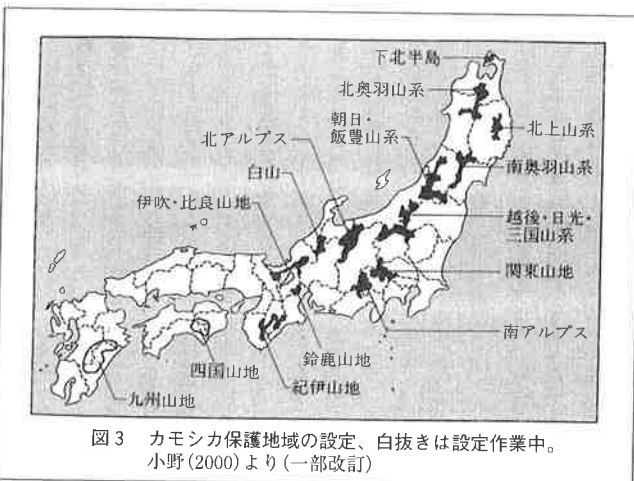 下北半島
北奥羽山系
朝日・
飯豊山系
北上山系
北アルプス
南奥羽山系
白山
伊吹・比良山地
越後・日光・
三国山系
関東山地
南アルプス
鈴鹿山地
四国山地
紀伊山地
九州山地
図3 カモシカ保護地域の設定、白抜きは設定作業中。
小野(2000)より(一部改訂)